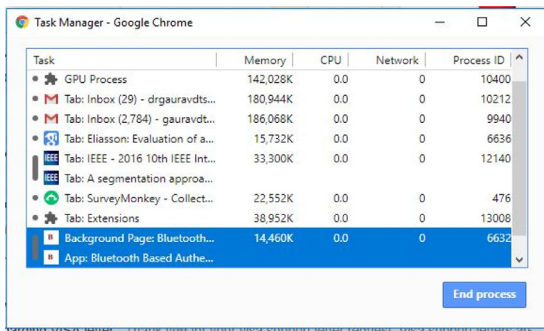 Task Manager - Google Chrome
Task Memory CPU Network Process ID
GPU Process 142,028K 0.0 0 10400
Tab: Inbox (29) - drgauravdts... 180,944K 0.0 0 10212
Tab: Inbox (2,784) - gauravdt... 186,068K 0.0 0 9940
Tab: Eliasson: Evaluation of a... 15,732K 0.0 0 6636
Tab: IEEE - 2016 10th IEEE Int... 33,300K 0.0 0 12140
Tab: A segmentation approa...
Tab: SurveyMonkey - Collect... 22,552K 0.0 0 476
Tab: Extensions 38,952K 0.0 0 13008
Background Page: Bluetooth... 14,460K 0.0 0 6632
App: Bluetooth Based Authe...
End process